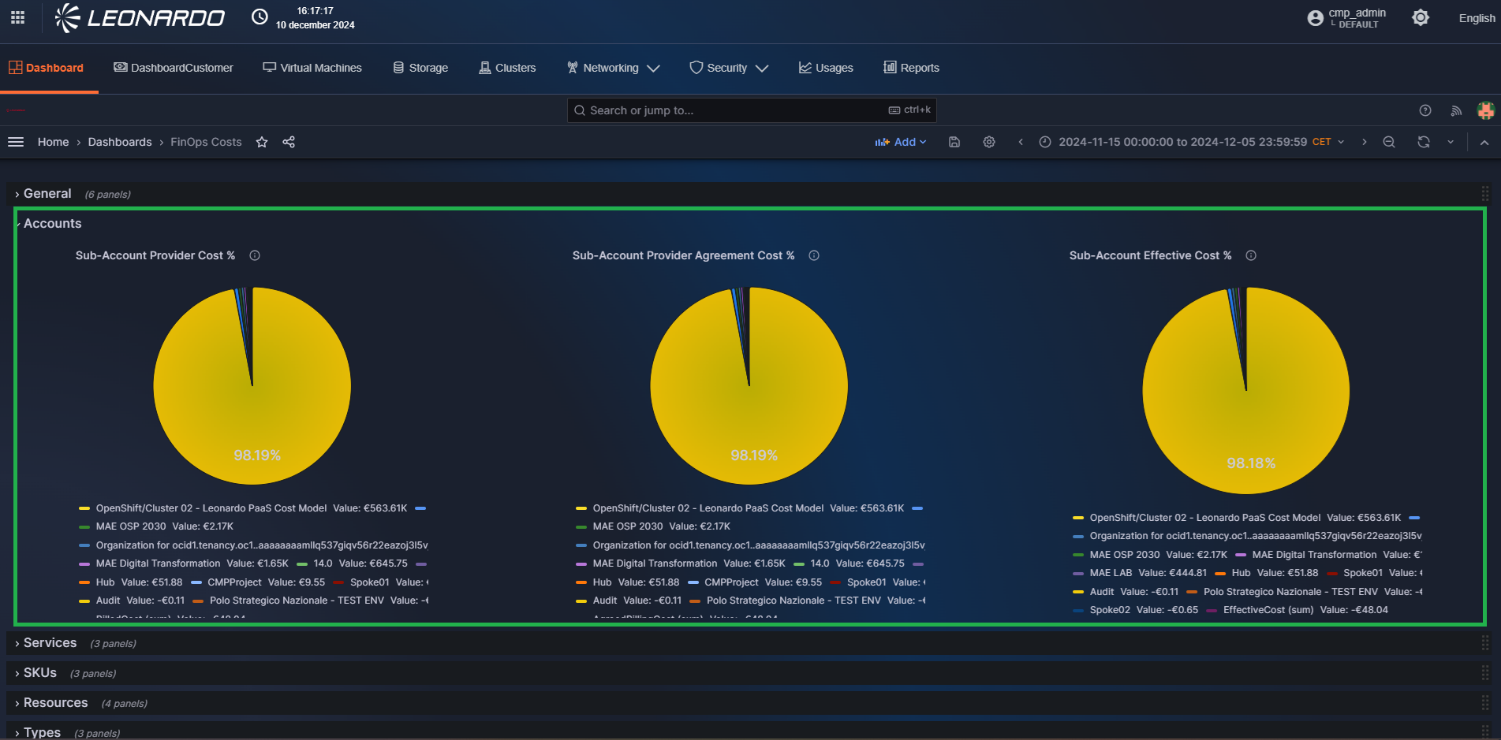 LEONARDO
16:17:17
10 december 2024
cmp_admin
DEFAULT
English
Dashboard
DashboardCustomer
Virtual Machines
Storage
Clusters
Networking
Security
Usages
Reports
Search or jump to...
ctrl+k
Home › Dashboards › FinOps Costs
Add
2024-11-15 00:00:00 to 2024-12-05 23:59:59 CET
General (6 panels)
Accounts
Sub-Account Provider Cost %
98.19%
OpenShift/Cluster 02 - Leonardo PaaS Cost Model Value: €563.61K
MAE OSP 2030 Value: €2.17K
Organization for ocid1.tenancy.oc1..aaaaaaaamllq537giqv56r22eazoj3l5v
MAE Digital Transformation Value: €1.65K 14.0 Value: €645.75
Hub Value: €51.88 CMPProject Value: €9.55 Spoke01 Value:
Audit Value: -€0.11 Polo Strategico Nazionale - TEST ENV Value:
BilledCost (sum) Value: -€48.04
Sub-Account Provider Agreement Cost %
98.19%
OpenShift/Cluster 02 - Leonardo PaaS Cost Model Value: €563.61K
MAE OSP 2030 Value: €2.17K
Organization for ocid1.tenancy.oc1..aaaaaaaamllq537giqv56r22eazoj3l5v
MAE Digital Transformation Value: €1.65K 14.0 Value: €645.75
Hub Value: €51.88 CMPProject Value: €9.55 Spoke01 Value:
Audit Value: -€0.11 Polo Strategico Nazionale - TEST ENV Value:
AgreedBillingCost (sum) Value: -€48.04
Sub-Account Effective Cost %
98.18%
OpenShift/Cluster 02 - Leonardo PaaS Cost Model Value: €563.61K
Organization for ocid1.tenancy.oc1..aaaaaaaamllq537giqv56r22eazoj3l5v
MAE OSP 2030 Value: €2.17K MAE Digital Transformation Value: €
MAE LAB Value: €444.81 Hub Value: €51.88 Spoke01 Value:
Audit Value: -€0.11 Polo Strategico Nazionale - TEST ENV Value:
Spoke02 Value: -€0.65 EffectiveCost (sum) Value: -€48.04
Services (3 panels)
SKUs (3 panels)
Resources (4 panels)
Types (3 panels)